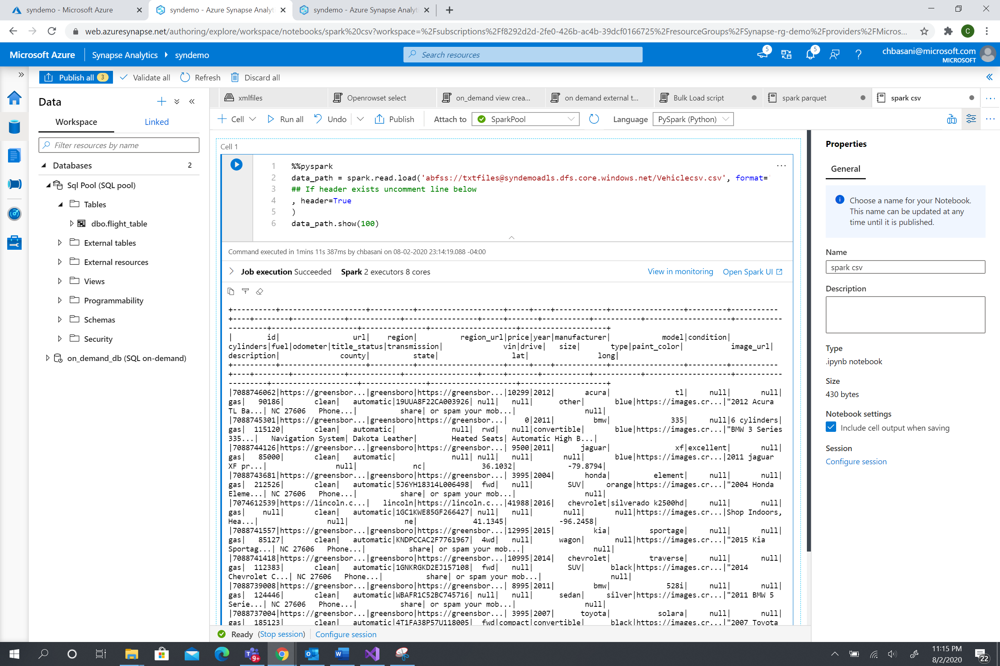 syndemo - Microsoft Azure
syndemo - Azure Synapse Analyt
syndemo - Azure Synapse Analyt
web.azuresynapse.net/authoring/explore/workspace/notebooks/spark%20csv?workspace=%2Fsubscriptions%2Ff8292d2d-2fe0-426b-ac4b-39dcf0166725%2FresourceGroups%2FSynapse-rg-demo%2Fproviders%2FMicros...
C
Microsoft Azure
Synapse Analytics
syndemo
Search resources
5
5
chbasani@microsoft.com
MICROSOFT
Publish all 3
Validate all
Refresh
Discard all
Data
Workspace
Linked
Filter resources by name
Databases 2
Sql Pool (SQL pool)
Tables
dbo.flight_table
External tables
External resources
Views
Programmability
Schemas
Security
on_demand_db (SQL on-demand)
xmlfiles
Openrowset select
on_demand view crea...
on demand external t...
Bulk Load script
spark parquet
spark csv
Cell
Run all
Undo
Publish
Attach to
SparkPool
Language
PySpark (Python)
Cell 1
1 %%pyspark
2 data_path = spark.read.load('abfss://txtfiles@syndemoadls.dfs.core.windows.net/Vehiclecsv.csv', format='
3 ## If header exists uncomment line below
4 , header=True
5 )
6 data_path.show(100)
Command executed in 1mins 11s 387ms by chbasani on 08-02-2020 23:14:19.088 -04:00
Job execution Succeeded Spark 2 executors 8 cores
View in monitoring
Open Spark UI
+----------+--------------------+----------+--------------------+-----+----+------------+-------------------+---------+----------
+----+--------+------------+------------+-----------------+-----+-------+-----------+-----------+--------------------+-----------
---------+--------------------+---------------+--------------------+--------------------+
| id| url| region| region_url|price|year|manufacturer| model|condition|
cylinders|fuel|odometer|title_status|transmission| vin|drive| size| type|paint_color| image_url|
description| county| state| lat| long|
+----------+--------------------+----------+--------------------+-----+----+------------+-------------------+---------+----------
+----+--------+------------+------------+-----------------+-----+-------+-----------+-----------+--------------------+-----------
---------+--------------------+---------------+--------------------+--------------------+
|7088746062|https://greensbor...|greensboro|https://greensbor...|10299|2012| acura| tl| null| null|
gas| 90186| clean| automatic|19UUA8F22CA003926| null| null| other| blue|https://images.cr...|"2012 Acura
TL Ba...| NC 27606 Phone...| share| or spam your mob...| null|
|7088745301|https://greensbor...|greensboro|https://greensbor...| 0|2011| bmw| 335| null|6 cylinders|
gas| 115120| clean| automatic| null| rwd| null|convertible| blue|https://images.cr...|"BMW 3 Series
335...| Navigation System| Dakota Leather| Heated Seats| Automatic High B...|
|7088744126|https://greensbor...|greensboro|https://greensbor...| 9500|2011| jaguar| xf|excellent| null|
gas| 85000| clean| automatic| null| null| null| null| blue|https://images.cr...|2011 jaguar
XF pr...| null| nc| 36.1032| -79.8794|
|7088743681|https://greensbor...|greensboro|https://greensbor...| 3995|2004| honda| element| null| null|
gas| 212526| clean| automatic|5J6YH18314L006498| fwd| null| SUV| orange|https://images.cr...|"2004 Honda
Eleme...| NC 27606 Phone...| share| or spam your mob...| null|
|7074612539|https://lincoln.c...| lincoln|https://lincoln.c...|41988|2016| chevrolet|silverado k2500hd| null| null|
gas| null| clean| automatic|1GC1KWE85GF266427| null| null| null| null|https://images.cr...|Shop Indoors,
Hea...| null| ne| 41.1345| -96.2458|
|7088741557|https://greensbor...|greensboro|https://greensbor...|12995|2015| kia| sportage| null| null|
gas| 85127| clean| automatic|KNDPCCAC2F7761967| 4wd| null| wagon| null|https://images.cr...|"2015 Kia
Sportag...| NC 27606 Phone...| share| or spam your mob...| null|
|7088741418|https://greensbor...|greensboro|https://greensbor...|10995|2014| chevrolet| traverse| null| null|
gas| 112383| clean| automatic|1GNKRGKD2EJ157108| fwd| null| SUV| black|https://images.cr...|"2014
Chevrolet C...| NC 27606 Phone...| share| or spam your mob...| null|
|7088739008|https://greensbor...|greensboro|https://greensbor...| 8995|2011| bmw| 528i| null| null|
gas| 124446| clean| automatic|WBAFR1C52BC745716| null| null| sedan| silver|https://images.cr...|"2011 BMW 5
Serie...| NC 27606 Phone...| share| or spam your mob...| null|
|7088737004|https://greensbor...|greensboro|https://greensbor...| 3995|2007| toyota| solara| null| null|
gas| 185123| clean| automatic|4T1FA38P57U118005| fwd|compact|convertible| black|https://images.cr...|"2007 Toyota
Ready (Stop session)
Configure session
Properties
General
Choose a name for your Notebook.
This name can be updated at any
time until it is published.
Name
spark csv
Description
Type
.ipynb notebook
Size
430 bytes
Notebook settings
Include cell output when saving
Session
Configure session
9+
11:15 PM
8/2/2020
22